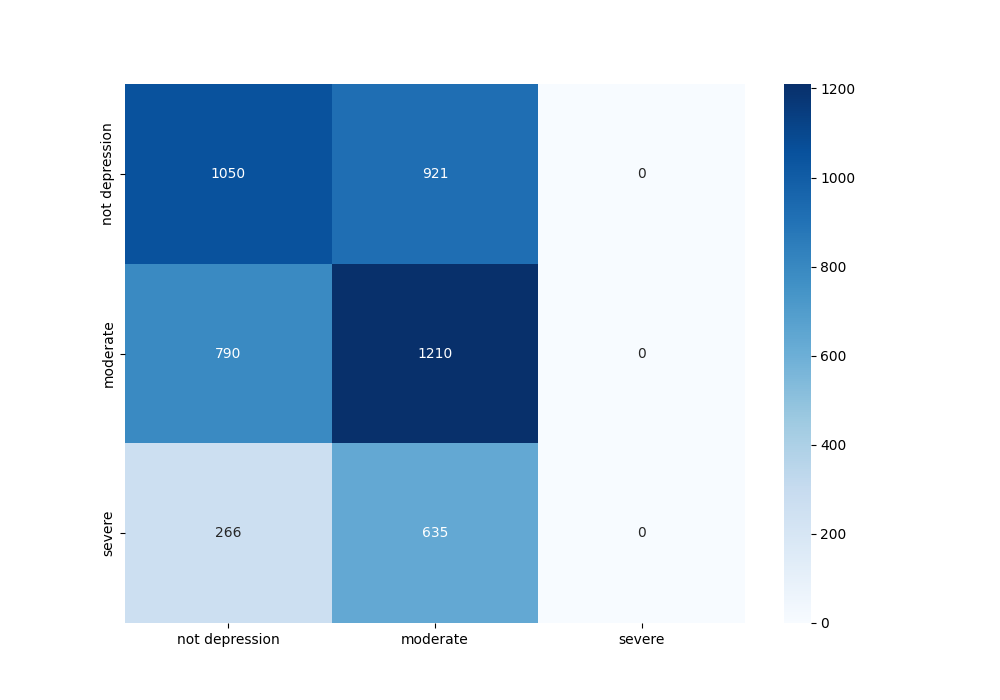 not depression
1050 921 0
moderate
790 1210 0
severe
266 635 0
not depression moderate severe
1200
1000
800
600
400
200
0